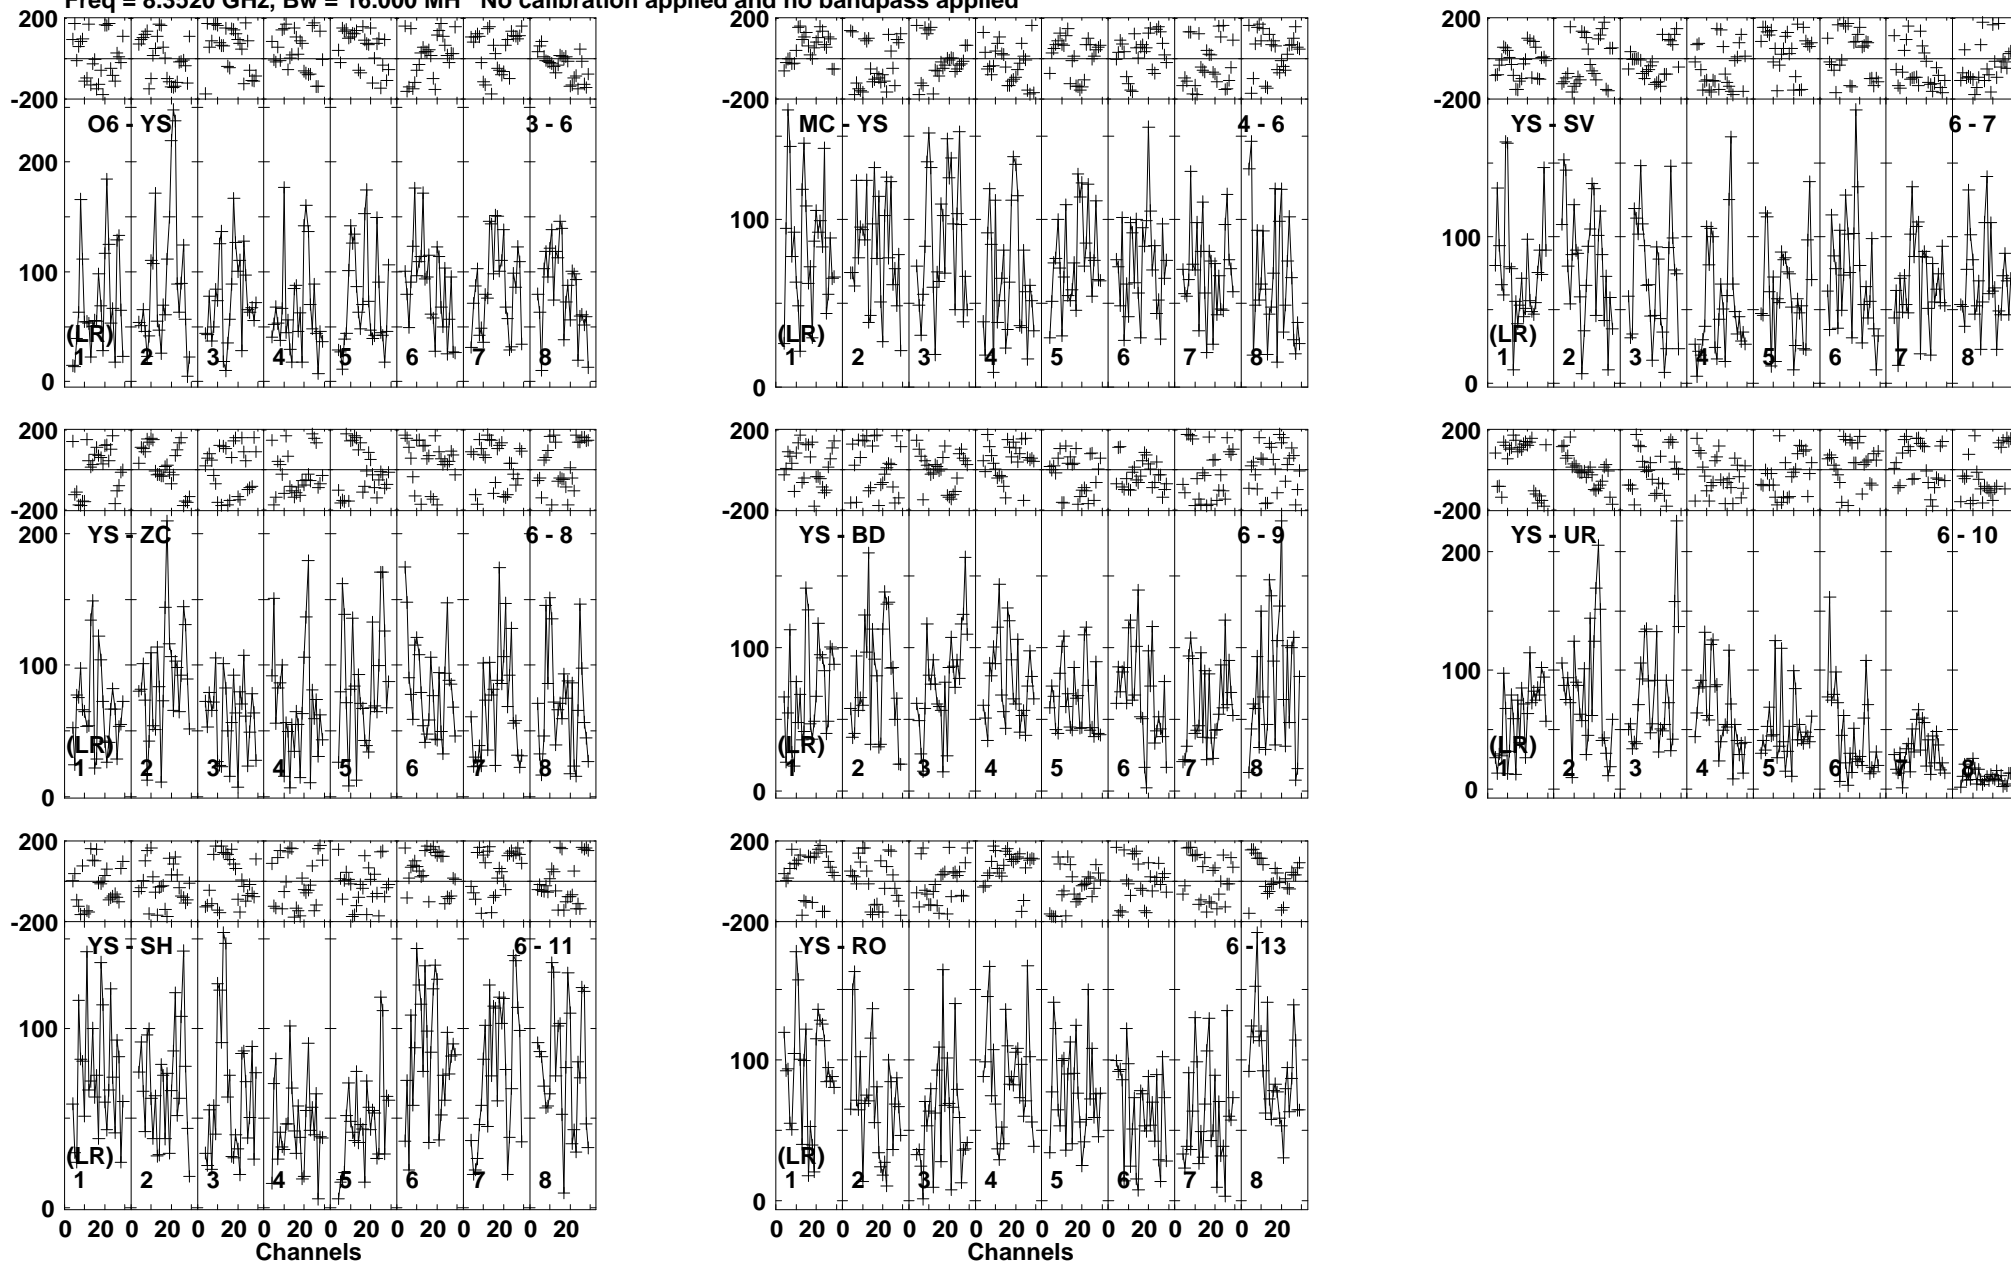 Freq = 8.3520 GHz, Bw = 16.000 MH No calibration applied and no bandpass applied
200
-200
O6 - YS 3 - 6
200
100
0
(LR)
1 2 3 4 5 6 7 8
200
-200
MC - YS 4 - 6
100
0
(LR)
1 2 3 4 5 6 7 8
200
-200
YS - SV 6 - 7
100
0
(LR)
1 2 3 4 5 6 7 8
200
-200
YS - ZC 6 - 8
200
100
0
(LR)
1 2 3 4 5 6 7 8
200
-200
YS - BD 6 - 9
100
0
(LR)
1 2 3 4 5 6 7 8
200
-200
YS - UR 6 - 10
200
100
0
(LR)
1 2 3 4 5 6 7 8
200
-200
YS - SH 6 - 11
100
0
(LR)
1 2 3 4 5 6 7 8
0 20 0 20 0 20 0 20 0 20 0 20 0 20 0 20
Channels
200
-200
YS - RO 6 - 13
100
0
(LR)
1 2 3 4 5 6 7 8
0 20 0 20 0 20 0 20 0 20 0 20 0 20 0 20
Channels